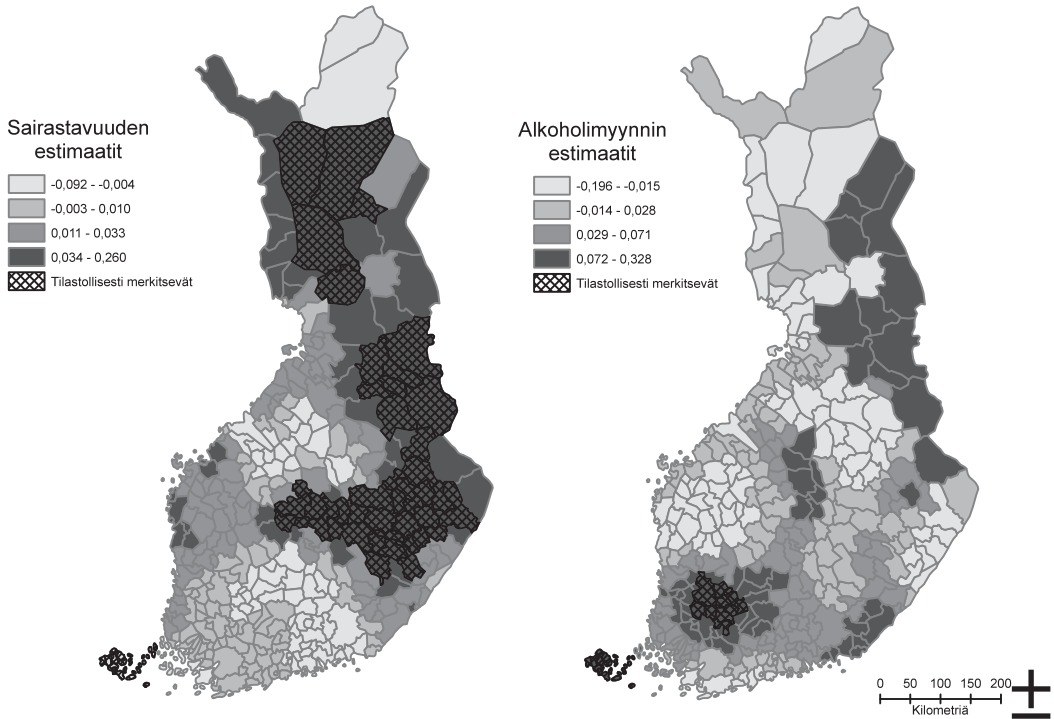 Sairastavuuden
estimaatit
-0,092 - -0,004
-0,003 - 0,010
0,011 - 0,033
0,034 - 0,260
Tilastollisesti merkitsevät
Alkoholimyynnin
estimaatit
-0,196 - -0,015
-0,014 - 0,028
0,029 - 0,071
0,072 - 0,328
Tilastollisesti merkitsevät
0 50 100 150 200
Kilometriä